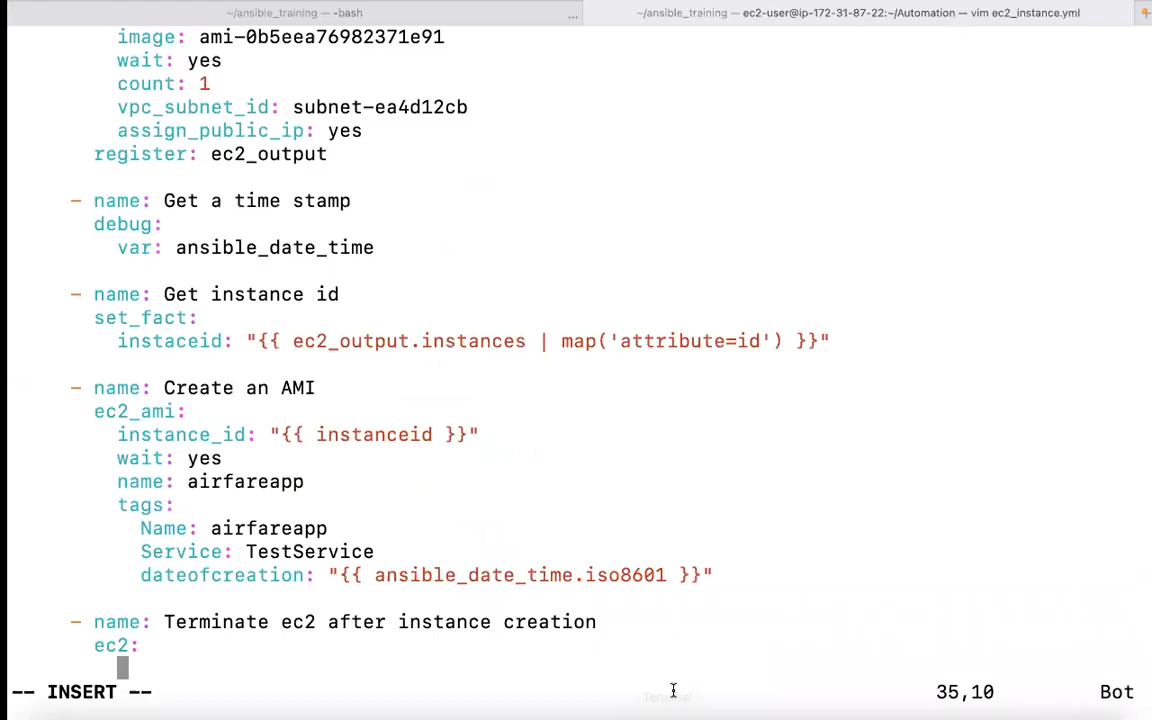 ~/ansible_training — -bash
... ~/ansible_training — ec2-user@ip-172-31-87-22:~/Automation — vim ec2_instance.yml +
image: ami-0b5eea76982371e91
wait: yes
count: 1
vpc_subnet_id: subnet-ea4d12cb
assign_public_ip: yes
register: ec2_output
- name: Get a time stamp
debug:
var: ansible_date_time
- name: Get instance id
set_fact:
instaceid: "{{ ec2_output.instances | map('attribute=id') }}"
- name: Create an AMI
ec2_ami:
instance_id: "{{ instanceid }}"
wait: yes
name: airfareapp
tags:
Name: airfareapp
Service: TestService
dateofcreation: "{{ ansible_date_time.iso8601 }}"
- name: Terminate ec2 after instance creation
ec2:
-- INSERT -- 35,10 Bot
Terminal